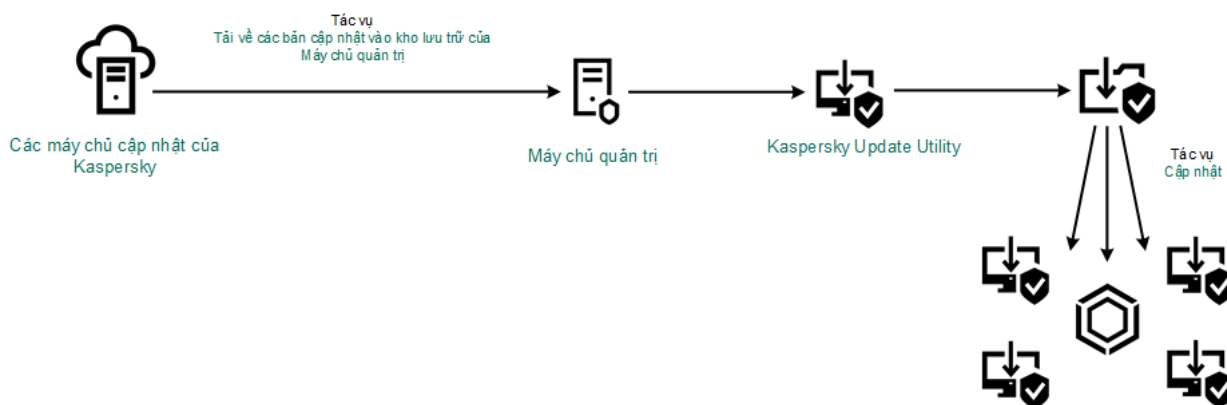 Tác vụ
Tải về các bản cập nhật vào kho lưu trữ của
Máy chủ quản trị
Các máy chủ cập nhật của
Kaspersky
Máy chủ quản trị
Kaspersky Update Utility
Tác vụ
Cập nhật